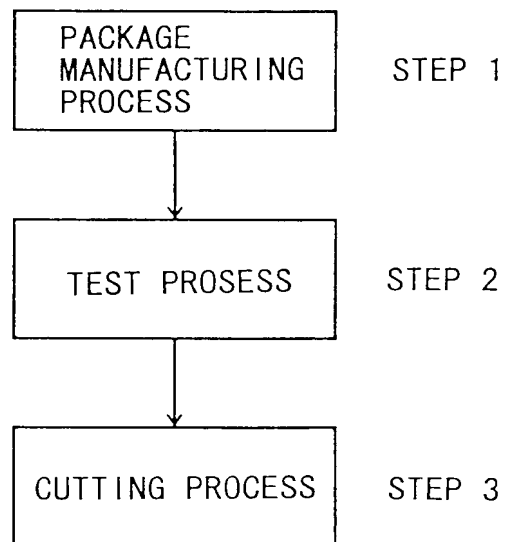 PACKAGE
MANUFACTURING
PROCESS
STEP 1
TEST PROSESS
STEP 2
CUTTING PROCESS
STEP 3